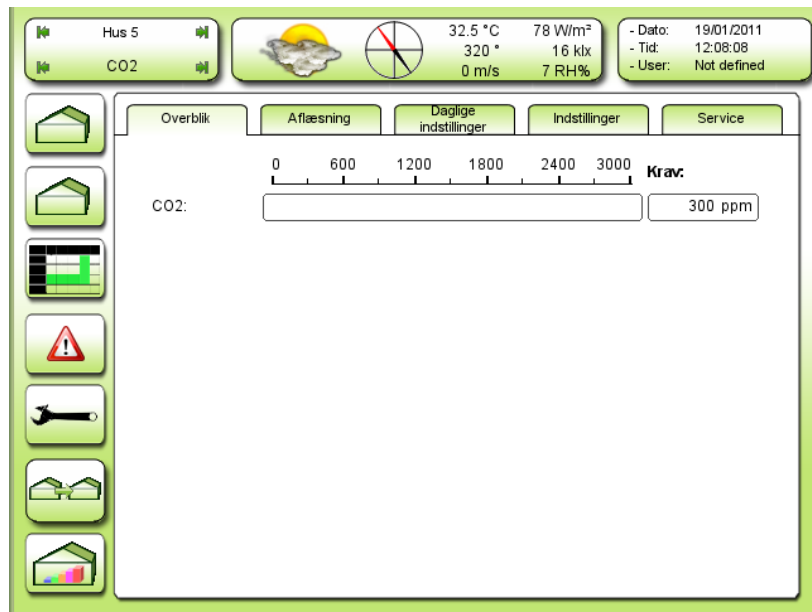 Hus 5
CO2
32.5 °C 78 W/m²
320 ° 16 klx
0 m/s 7 RH%
- Dato: 19/01/2011
- Tid: 12:08:08
- User: Not defined
Overblik
Aflæsning
Daglige
indstillinger
Indstillinger
Service
0 600 1200 1800 2400 3000
Krav:
CO2:
300 ppm